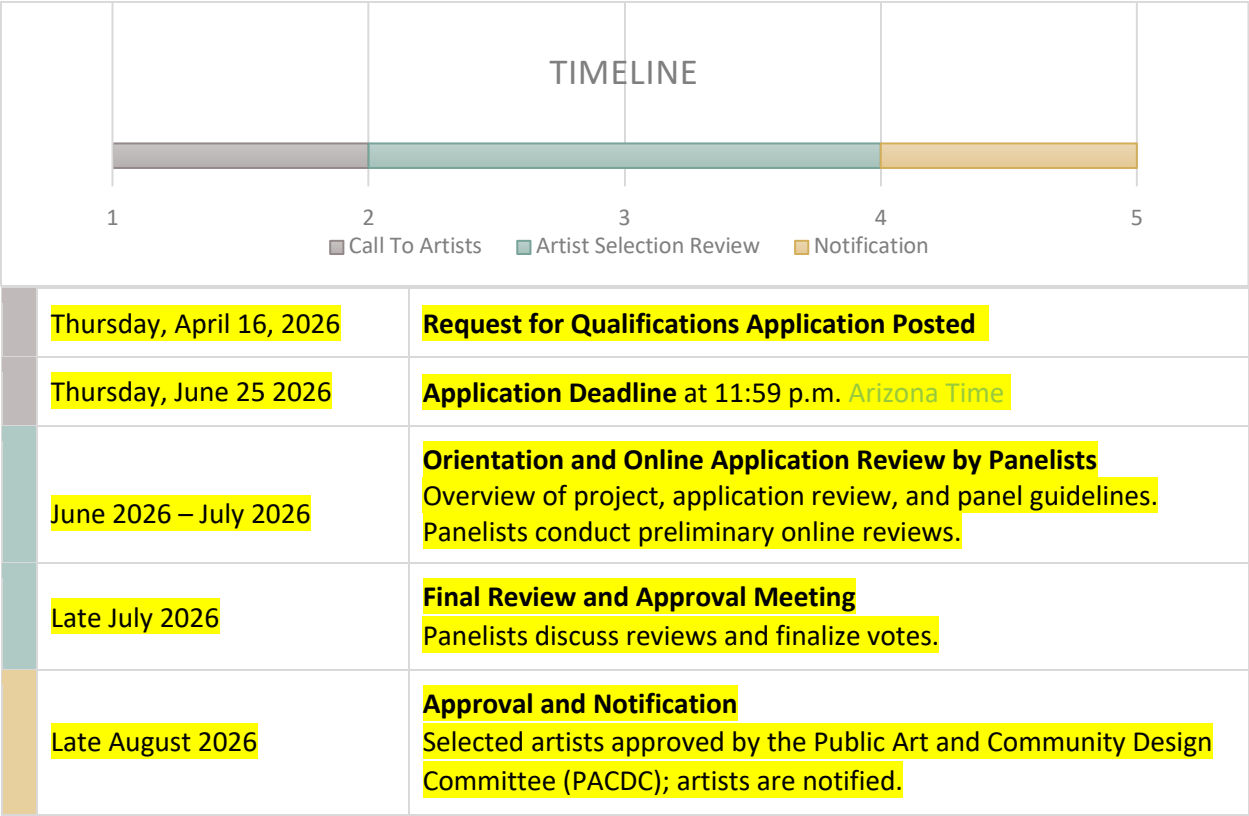 TIMELINE
1 2 3 4 5
Call To Artists Artist Selection Review Notification
Thursday, April 16, 2026 Request for Qualifications Application Posted
Thursday, June 25 2026 Application Deadline at 11:59 p.m. Arizona Time
June 2026 – July 2026
Orientation and Online Application Review by Panelists
Overview of project, application review, and panel guidelines.
Panelists conduct preliminary online reviews.
Late July 2026
Final Review and Approval Meeting
Panelists discuss reviews and finalize votes.
Late August 2026
Approval and Notification
Selected artists approved by the Public Art and Community Design
Committee (PACDC); artists are notified.